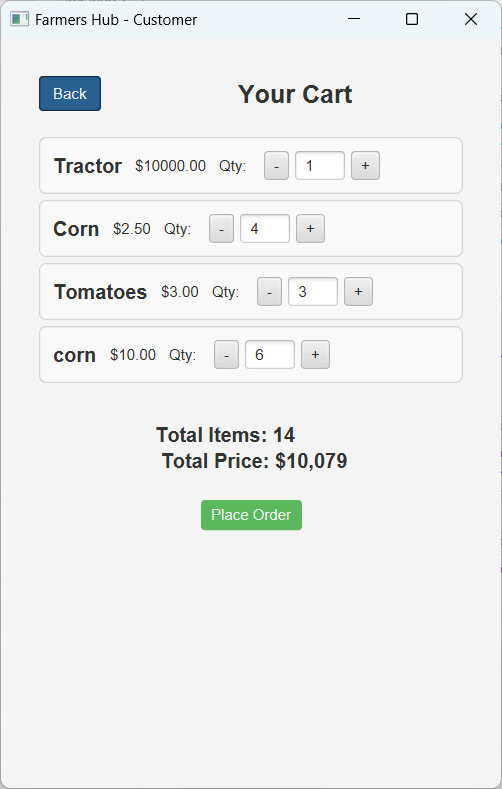 Farmers Hub - Customer
Back
Your Cart
Tractor $10000.00 Qty: - 1 +
Corn $2.50 Qty: - 4 +
Tomatoes $3.00 Qty: - 3 +
corn $10.00 Qty: - 6 +
Total Items: 14
Total Price: $10,079
Place Order